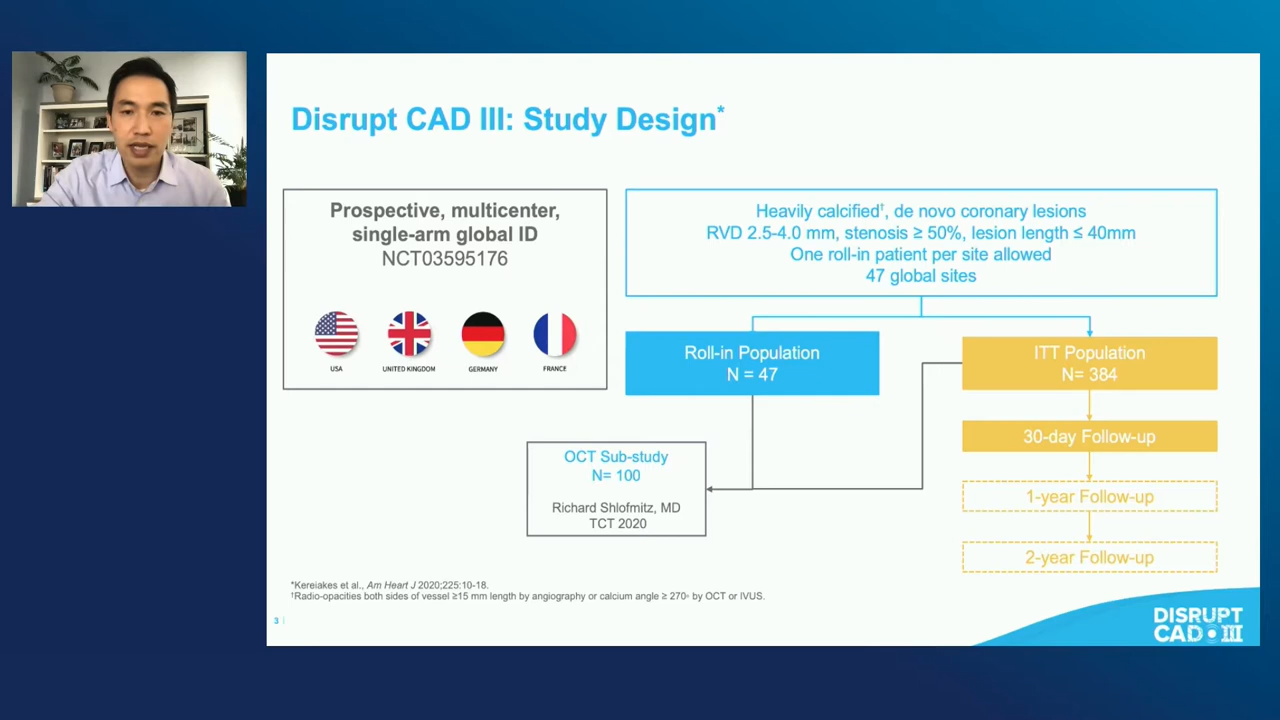 Disrupt CAD III: Study Design*
Prospective, multicenter,
single-arm global ID
NCT03595176
USA
UNITED KINGDOM
GERMANY
FRANCE
Heavily calcified†, de novo coronary lesions
RVD 2.5-4.0 mm, stenosis ≥ 50%, lesion length ≤ 40mm
One roll-in patient per site allowed
47 global sites
Roll-in Population
N = 47
ITT Population
N= 384
30-day Follow-up
1-year Follow-up
2-year Follow-up
OCT Sub-study
N= 100
Richard Shlofmitz, MD
TCT 2020
*Kereiakes et al., Am Heart J 2020;225:10-18.
†Radio-opacities both sides of vessel ≥15 mm length by angiography or calcium angle ≥ 270° by OCT or IVUS.
3
DISRUPT
CAD III